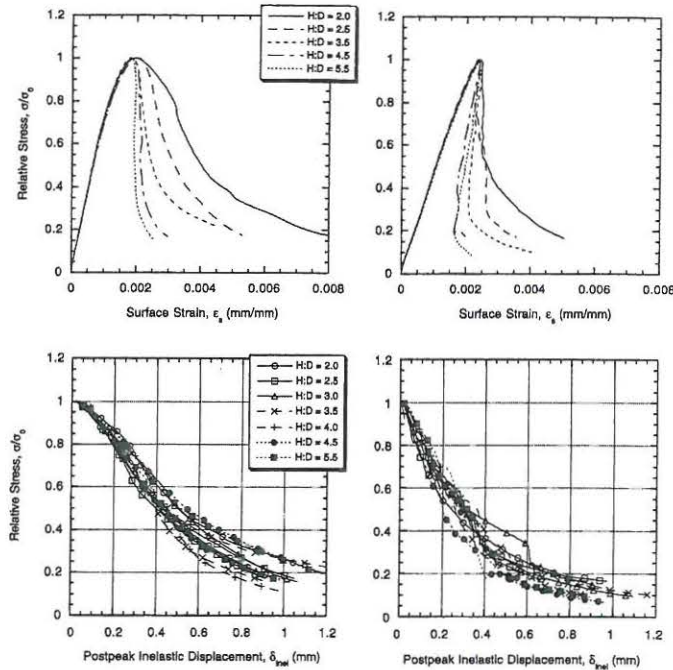 1.2
1
0.8
0.6
0.4
0.2
0
Relative Stress, σ/σ₀
0 0.002 0.004 0.006 0.008
Surface Strain, εₛ (mm/mm)
H:D = 2.0
H:D = 2.5
H:D = 3.5
H:D = 4.5
H:D = 5.5
1.2
1
0.8
0.6
0.4
0.2
0
0 0.002 0.004 0.006 0.008
Surface Strain, εₛ (mm/mm)
1.2
1
0.8
0.6
0.4
0.2
0
Relative Stress, σ/σ₀
0 0.2 0.4 0.6 0.8 1 1.2
Postpeak Inelastic Displacement, δ_inel (mm)
H:D = 2.0
H:D = 2.5
H:D = 3.0
H:D = 3.5
H:D = 4.0
H:D = 4.5
H:D = 5.5
1.2
1
0.8
0.6
0.4
0.2
0
0 0.2 0.4 0.6 0.8 1 1.2
Postpeak Inelastic Displacement, δ_inel (mm)